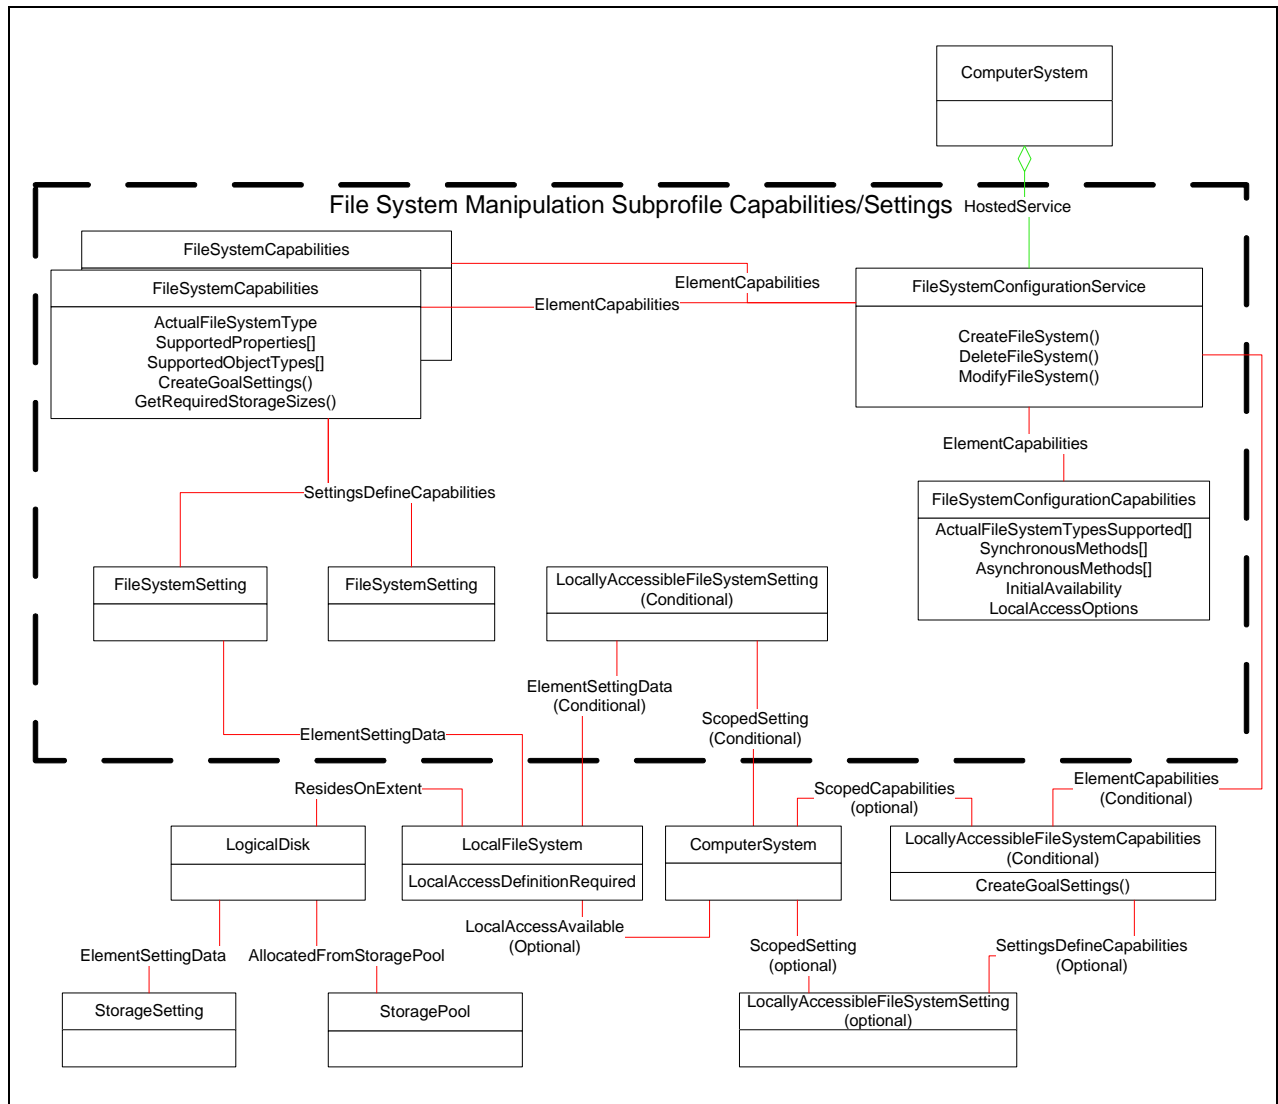 ComputerSystem
File System Manipulation Subprofile Capabilities/Settings
HostedService
FileSystemCapabilities
ElementCapabilities
FileSystemCapabilities
ElementCapabilities
FileSystemConfigurationService
ActualFileSystemType
SupportedProperties[]
SupportedObjectTypes[]
CreateGoalSettings()
GetRequiredStorageSizes()
CreateFileSystem()
DeleteFileSystem()
ModifyFileSystem()
ElementCapabilities
SettingsDefineCapabilities
FileSystemConfigurationCapabilities
ActualFileSystemTypesSupported[]
SynchronousMethods[]
AsynchronousMethods[]
InitialAvailability
LocalAccessOptions
FileSystemSetting
FileSystemSetting
LocallyAccessibleFileSystemSetting
(Conditional)
ElementSettingData
(Conditional)
ScopedSetting
(Conditional)
ElementSettingData
ResidesOnExtent
ScopedCapabilities
(optional)
ElementCapabilities
(Conditional)
LogicalDisk
LocalFileSystem
LocalAccessDefinitionRequired
ComputerSystem
LocallyAccessibleFileSystemCapabilities
(Conditional)
CreateGoalSettings()
LocalAccessAvailable
(Optional)
ElementSettingData
AllocatedFromStoragePool
ScopedSetting
(optional)
SettingsDefineCapabilities
(Optional)
StorageSetting
StoragePool
LocallyAccessibleFileSystemSetting
(optional)